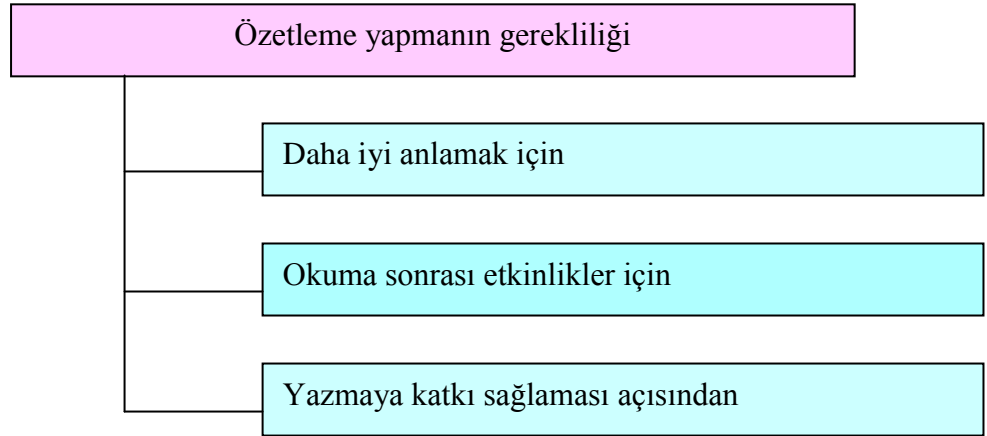 Özetleme yapmanın gerekliliği
Daha iyi anlamak için
Okuma sonrası etkinlikler için
Yazmaya katkı sağlaması açısından